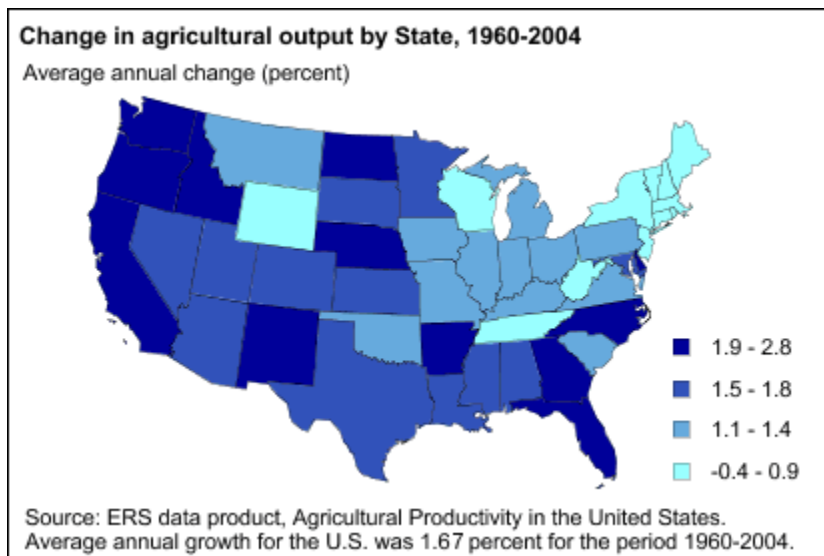 Change in agricultural output by State, 1960-2004
Average annual change (percent)
1.9 - 2.8
1.5 - 1.8
1.1 - 1.4
-0.4 - 0.9
Source: ERS data product, Agricultural Productivity in the United States.
Average annual growth for the U.S. was 1.67 percent for the period 1960-2004.